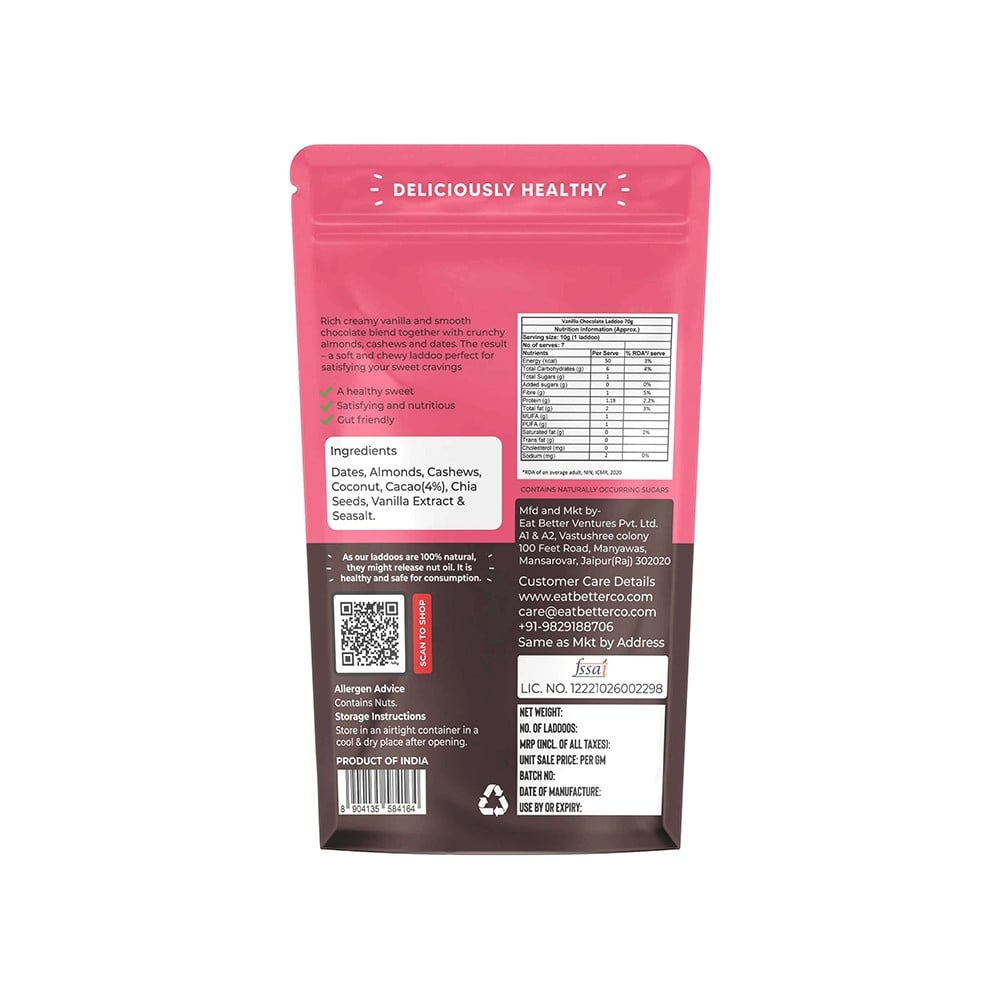 DELICIOUSLY HEALTHY
Rich creamy vanilla and smooth
chocolate blend together with crunchy
almonds, cashews and dates. The result
– a soft and chewy laddoo perfect for
satisfying your sweet cravings
A healthy sweet
Satisfying and nutritious
Gut friendly
Ingredients
Dates, Almonds, Cashews,
Coconut, Cacao(4%), Chia
Seeds, Vanilla Extract &
Seasalt.
As our laddoos are 100% natural,
they might release nut oil. It is
healthy and safe for consumption.
SCAN TO SHOP
Allergen Advice
Contains Nuts.
Storage Instructions
Store in an airtight container in a
cool & dry place after opening.
PRODUCT OF INDIA
8 904135 584164
Vanilla Chocolate Laddoo 70g
Nutrition Information (Approx.)
Serving size: 10g (1 laddoo)
No of serves: 7
Nutrients Per Serve % RDA*/ serve
Energy (kcal) 50 3%
Total Carbohydrates (g) 6 4%
Total Sugars (g) 1
Added sugars (g) 0 0%
Fibre (g) 1 5%
Protein (g) 1.19 2.2%
Total fat (g) 2 3%
MUFA (g) 1
PUFA (g) 1
Saturated fat (g) 0 2%
Trans fat (g) 0
Cholesterol (mg) 0
Sodium (mg) 2 0%
*RDA of an average adult, NIN, ICMR, 2020
CONTAINS NATURALLY OCCURRING SUGARS
Mfd and Mkt by-
Eat Better Ventures Pvt. Ltd.
A1 & A2, Vastushree colony
100 Feet Road, Manyawas,
Mansarovar, Jaipur(Raj) 302020
Customer Care Details
www.eatbetterco.com
care@eatbetterco.com
+91-9829188706
Same as Mkt by Address
fssai
LIC. NO. 12221026002298
NET WEIGHT:
NO. OF LADDOOS:
MRP (INCL. OF ALL TAXES):
UNIT SALE PRICE: PER GM
BATCH NO:
DATE OF MANUFACTURE:
USE BY OR EXPIRY: